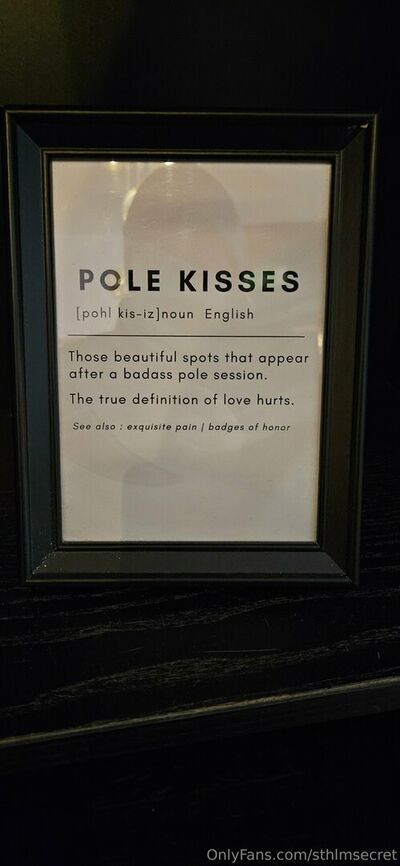 POLE KISSES
[pohl kis-iz]noun English
Those beautiful spots that appear
after a badass pole session.
The true definition of love hurts.
See also : exquisite pain | badges of honor
OnlyFans.com/sthlmsecret